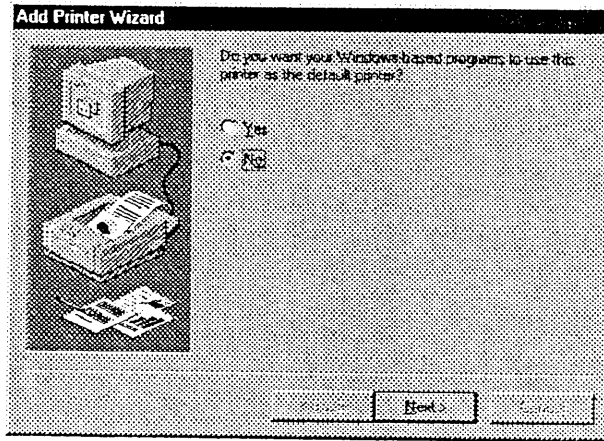 Add Printer Wizard
Do you want your Windows-based programs to use this
printer as the default printer?
Yes
No
Next >